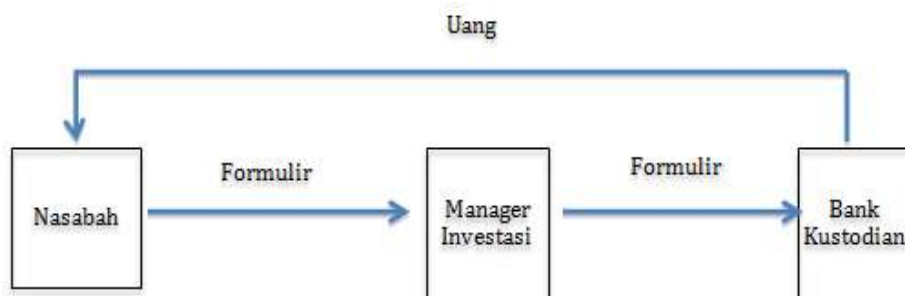 Uang
Formulir
Formulir
Nasabah
Manager
Investasi
Bank
Kustodian